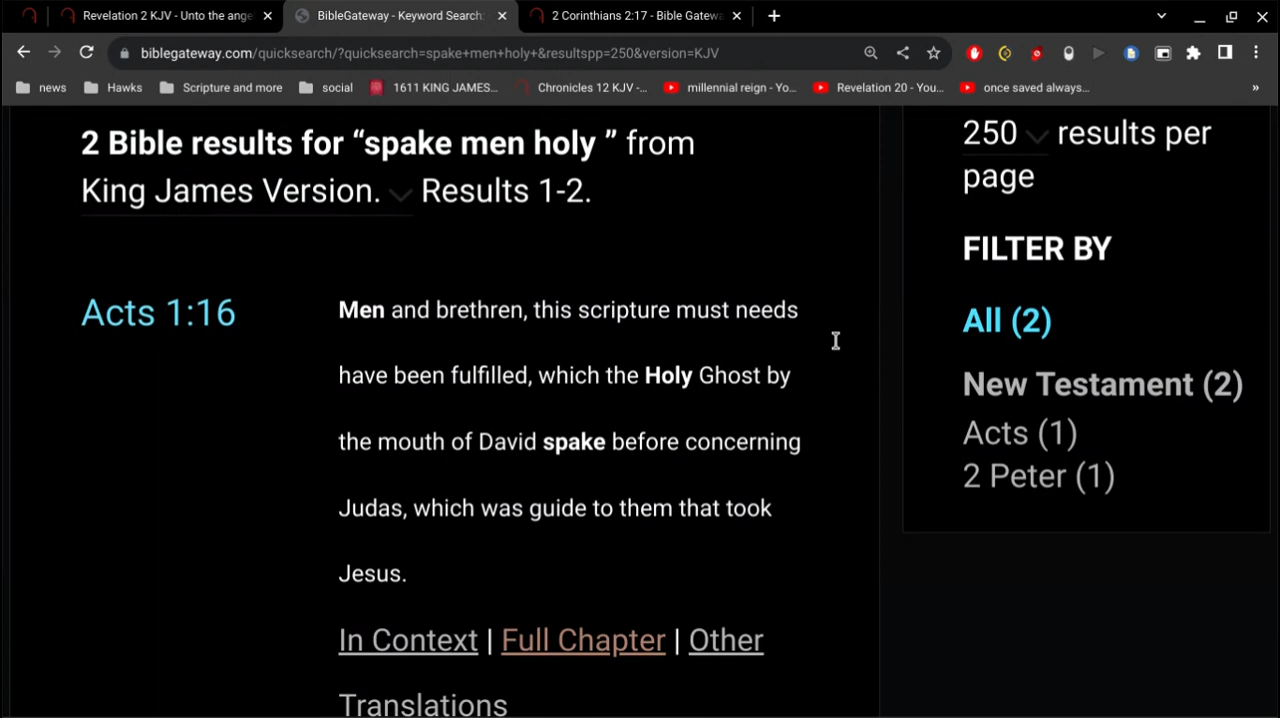 Revelation 2 KJV - Unto the ange
BibleGateway - Keyword Search:
2 Corinthians 2:17 - Bible Gatew
biblegateway.com/quicksearch/?quicksearch=spake+men+holy+&resultspp=250&version=KJV
news
Hawks
Scripture and more
social
1611 KING JAMES...
Chronicles 12 KJV -...
millennial reign - Yo...
Revelation 20 - You...
once saved always...
»
2 Bible results for “spake men holy ” from
King James Version. Results 1-2.
250 results per
page
FILTER BY
All (2)
New Testament (2)
Acts (1)
2 Peter (1)
Acts 1:16
Men and brethren, this scripture must needs
have been fulfilled, which the Holy Ghost by
the mouth of David spake before concerning
Judas, which was guide to them that took
Jesus.
In Context | Full Chapter | Other
Translations